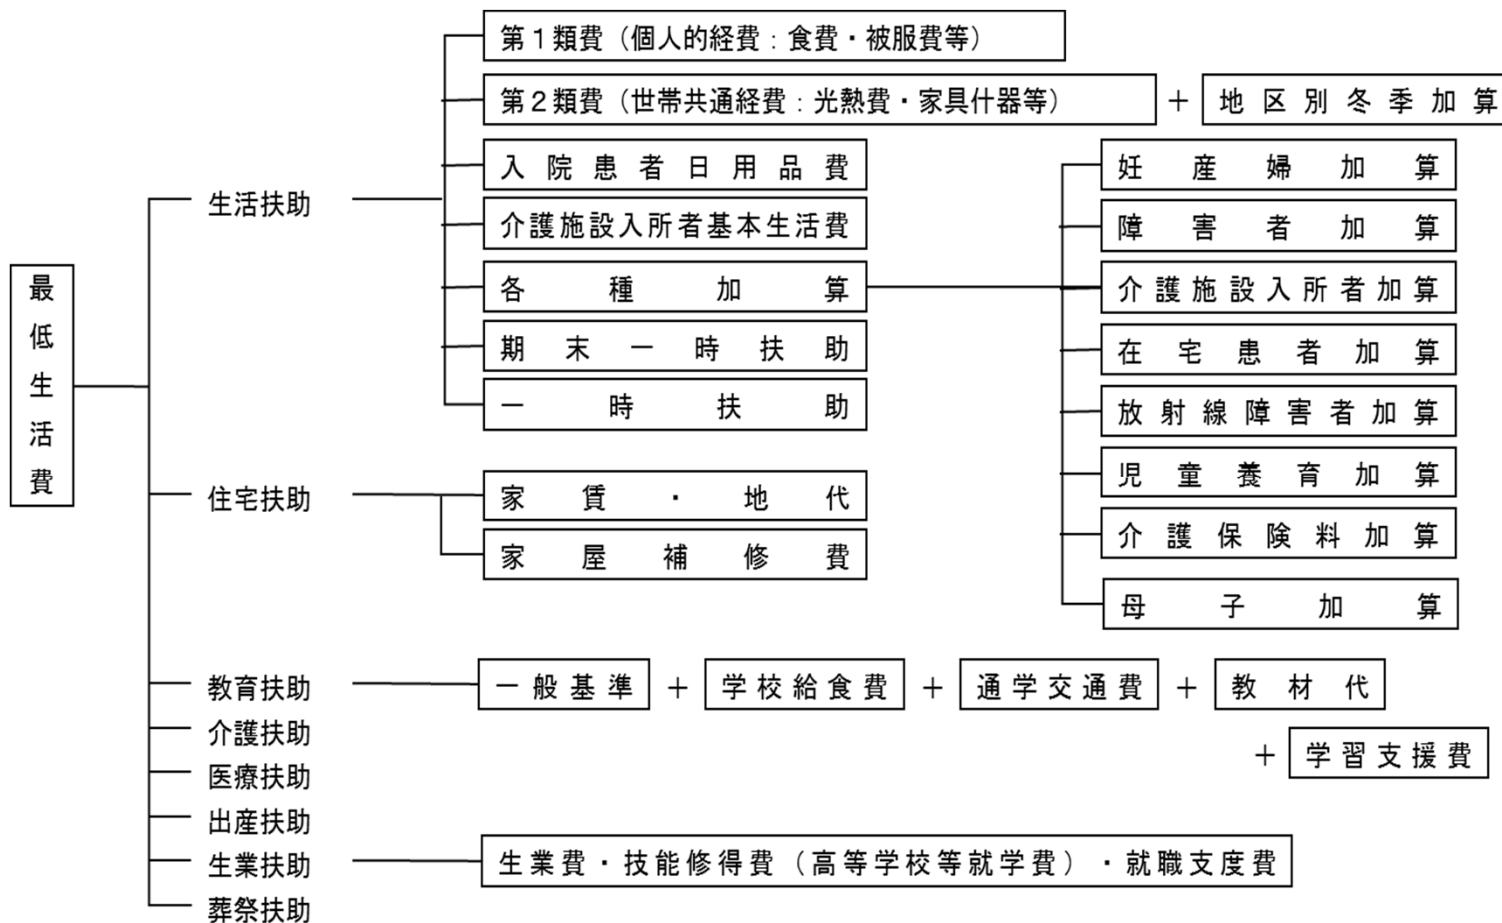 最低生活費
生活扶助
第1類費（個人的経費：食費・被服費等）
第2類費（世帯共通経費：光熱費・家具什器等）
＋
地区別冬季加算
入院患者日用品費
介護施設入所者基本生活費
各種加算
妊産婦加算
障害者加算
介護施設入所者加算
在宅患者加算
放射線障害者加算
児童養育加算
介護保険料加算
母子加算
期末一時扶助
一時扶助
住宅扶助
家賃・地代
家屋補修費
教育扶助
一般基準 ＋ 学校給食費 ＋ 通学交通費 ＋ 教材代
＋ 学習支援費
介護扶助
医療扶助
出産扶助
生業扶助
生業費・技能修得費（高等学校等就学費）・就職支度費
葬祭扶助